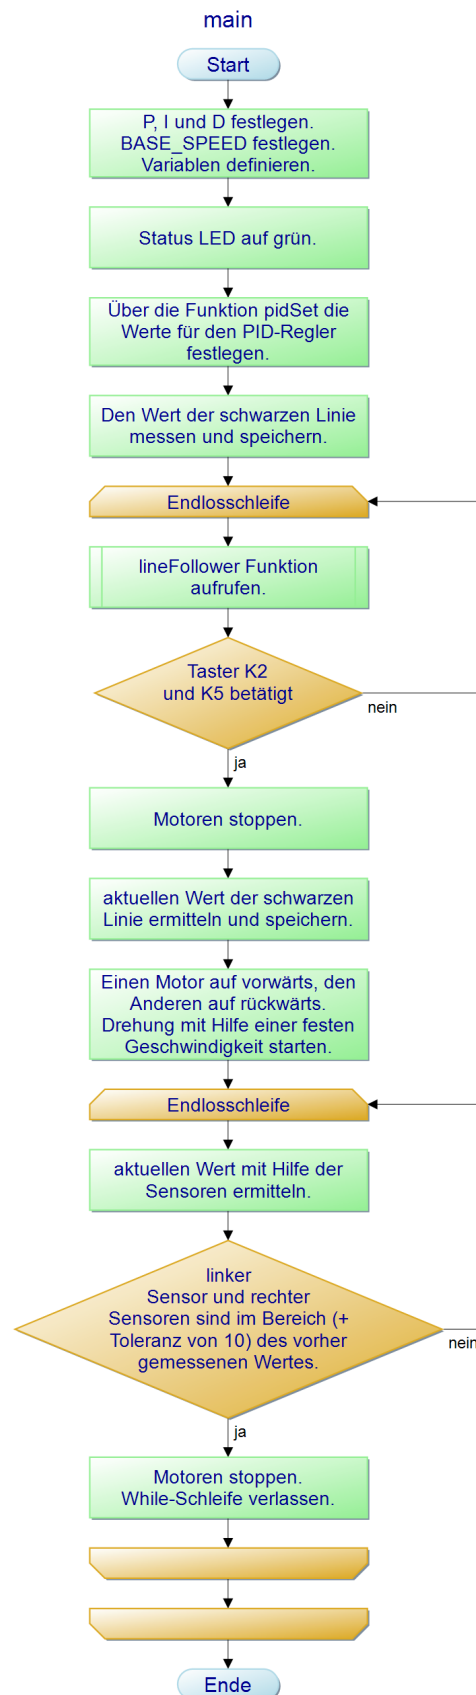 main
Start
P, I und D festlegen.
BASE_SPEED festlegen.
Variablen definieren.
Status LED auf grün.
Über die Funktion pidSet die
Werte für den PID-Regler
festlegen.
Den Wert der schwarzen Linie
messen und speichern.
Endlosschleife
lineFollower Funktion
aufrufen.
Taster K2
und K5 betätigt
nein
ja
Motoren stoppen.
aktuellen Wert der schwarzen
Linie ermitteln und speichern.
Einen Motor auf vorwärts, den
Anderen auf rückwärts.
Drehung mit Hilfe einer festen
Geschwindigkeit starten.
Endlosschleife
aktuellen Wert mit Hilfe der
Sensoren ermitteln.
linker
Sensor und rechter
Sensoren sind im Bereich (+
Toleranz von 10) des vorher
gemessenen Wertes.
nein
ja
Motoren stoppen.
While-Schleife verlassen.
Ende